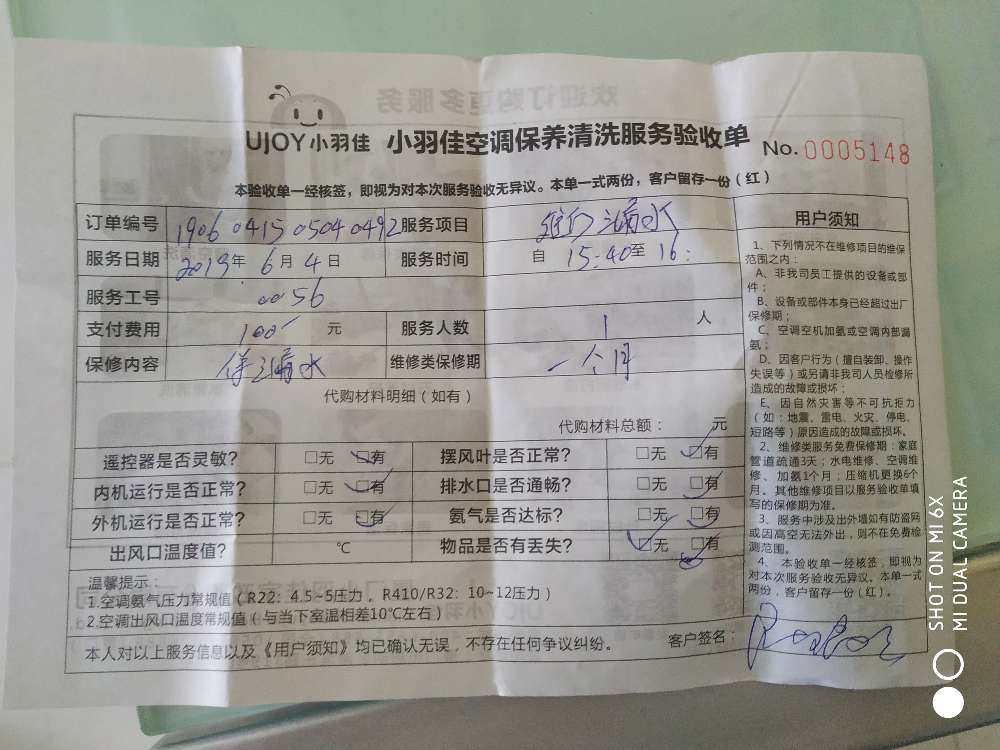 UJOY小羽佳 小羽佳空调保养清洗服务验收单 No.0005148
本验收单一经核签，即视为对本次服务验收无异议。本单一式两份，客户留存一份（红）
订单编号 1906 0415 0504 0492 服务项目 维修漏水
服务日期 2019年6月4日 服务时间 自 15:40至16:
服务工号 0056
支付费用 100 元 服务人数 1 人
保修内容 保漏水 维修类保修期 一个月
代购材料明细（如有）
代购材料总额： 元
遥控器是否灵敏？ □无 □有 摆风叶是否正常？ □无 □有
内机运行是否正常？ □无 □有 排水口是否通畅？ □无 □有
外机运行是否正常？ □无 □有 氨气是否达标？ □无 □有
出风口温度值？ ℃ 物品是否有丢失？ □无 □有
温馨提示：
1.空调氨气压力常规值（R22：4.5~5压力，R410/R32：10~12压力）
2.空调出风口温度常规值（与当下室温相差10℃左右）
本人对以上服务信息以及《用户须知》均已确认无误，不存在任何争议纠纷。 客户签名：
用户须知
1、下列情况不在维修项目的维保
范围之内：
A、非我司员工提供的设备或部
件；
B、设备或部件本身已经超过出厂
保修期；
C、空调空机加氨或空调内部漏
氨；
D、因客户行为（擅自装卸、操作
失误等）或另请非我司人员检修所
造成的故障或损坏；
E、因自然灾害等不可抗拒力
（如：地震、雷电、火灾、停电、
短路等）原因造成的故障或损坏。
2、维修类服务免费保修期：家庭
管道疏通3天；水电维修、空调维
修、加氨1个月；压缩机更换6个
月。其他维修项目以服务验收单填
写的保修期为准。
3、服务中涉及出外墙如有防盗网
或因高空无法外出，则不在免费检
测范围。
4、本验收单一经核签，即视为
对本次服务验收无异议。本单一式
两份，客户留存一份（红）。
欢迎订购更多服务
SHOT ON MI 6X
MI DUAL CAMERA